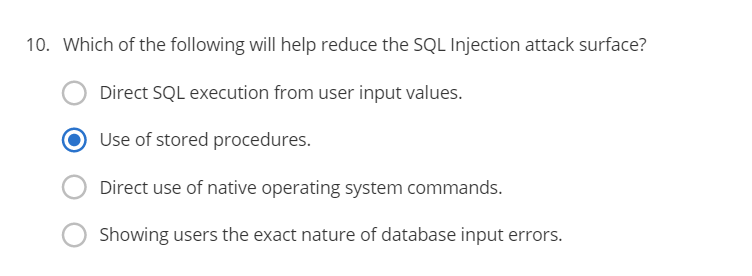 10. Which of the following will help reduce the SQL Injection attack surface?
Direct SQL execution from user input values.
Use of stored procedures.
Direct use of native operating system commands.
Showing users the exact nature of database input errors.